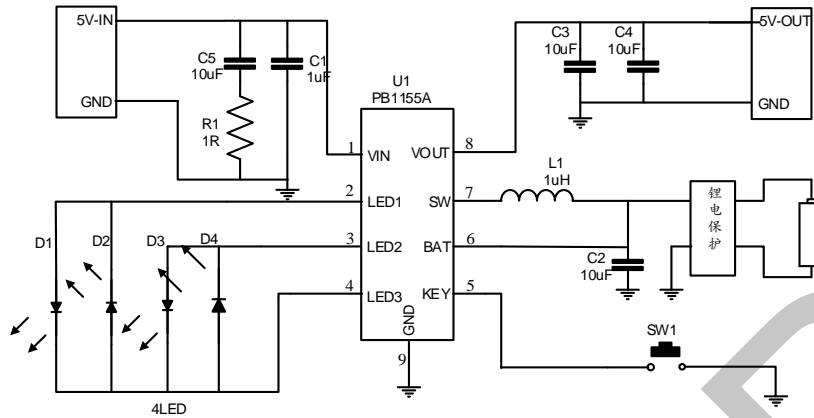 5V-IN
GND
C5
10uF
C1
1uF
R1
1R
U1
PB1155A
1
VIN
2
LED1
3
LED2
4
LED3
VOUT
8
SW
7
BAT
6
KEY
5
GND
9
C3
10uF
C4
10uF
5V-OUT
GND
L1
1uH
C2
10uF
锂电保护
SW1
D1
D2
D3
D4
4LED